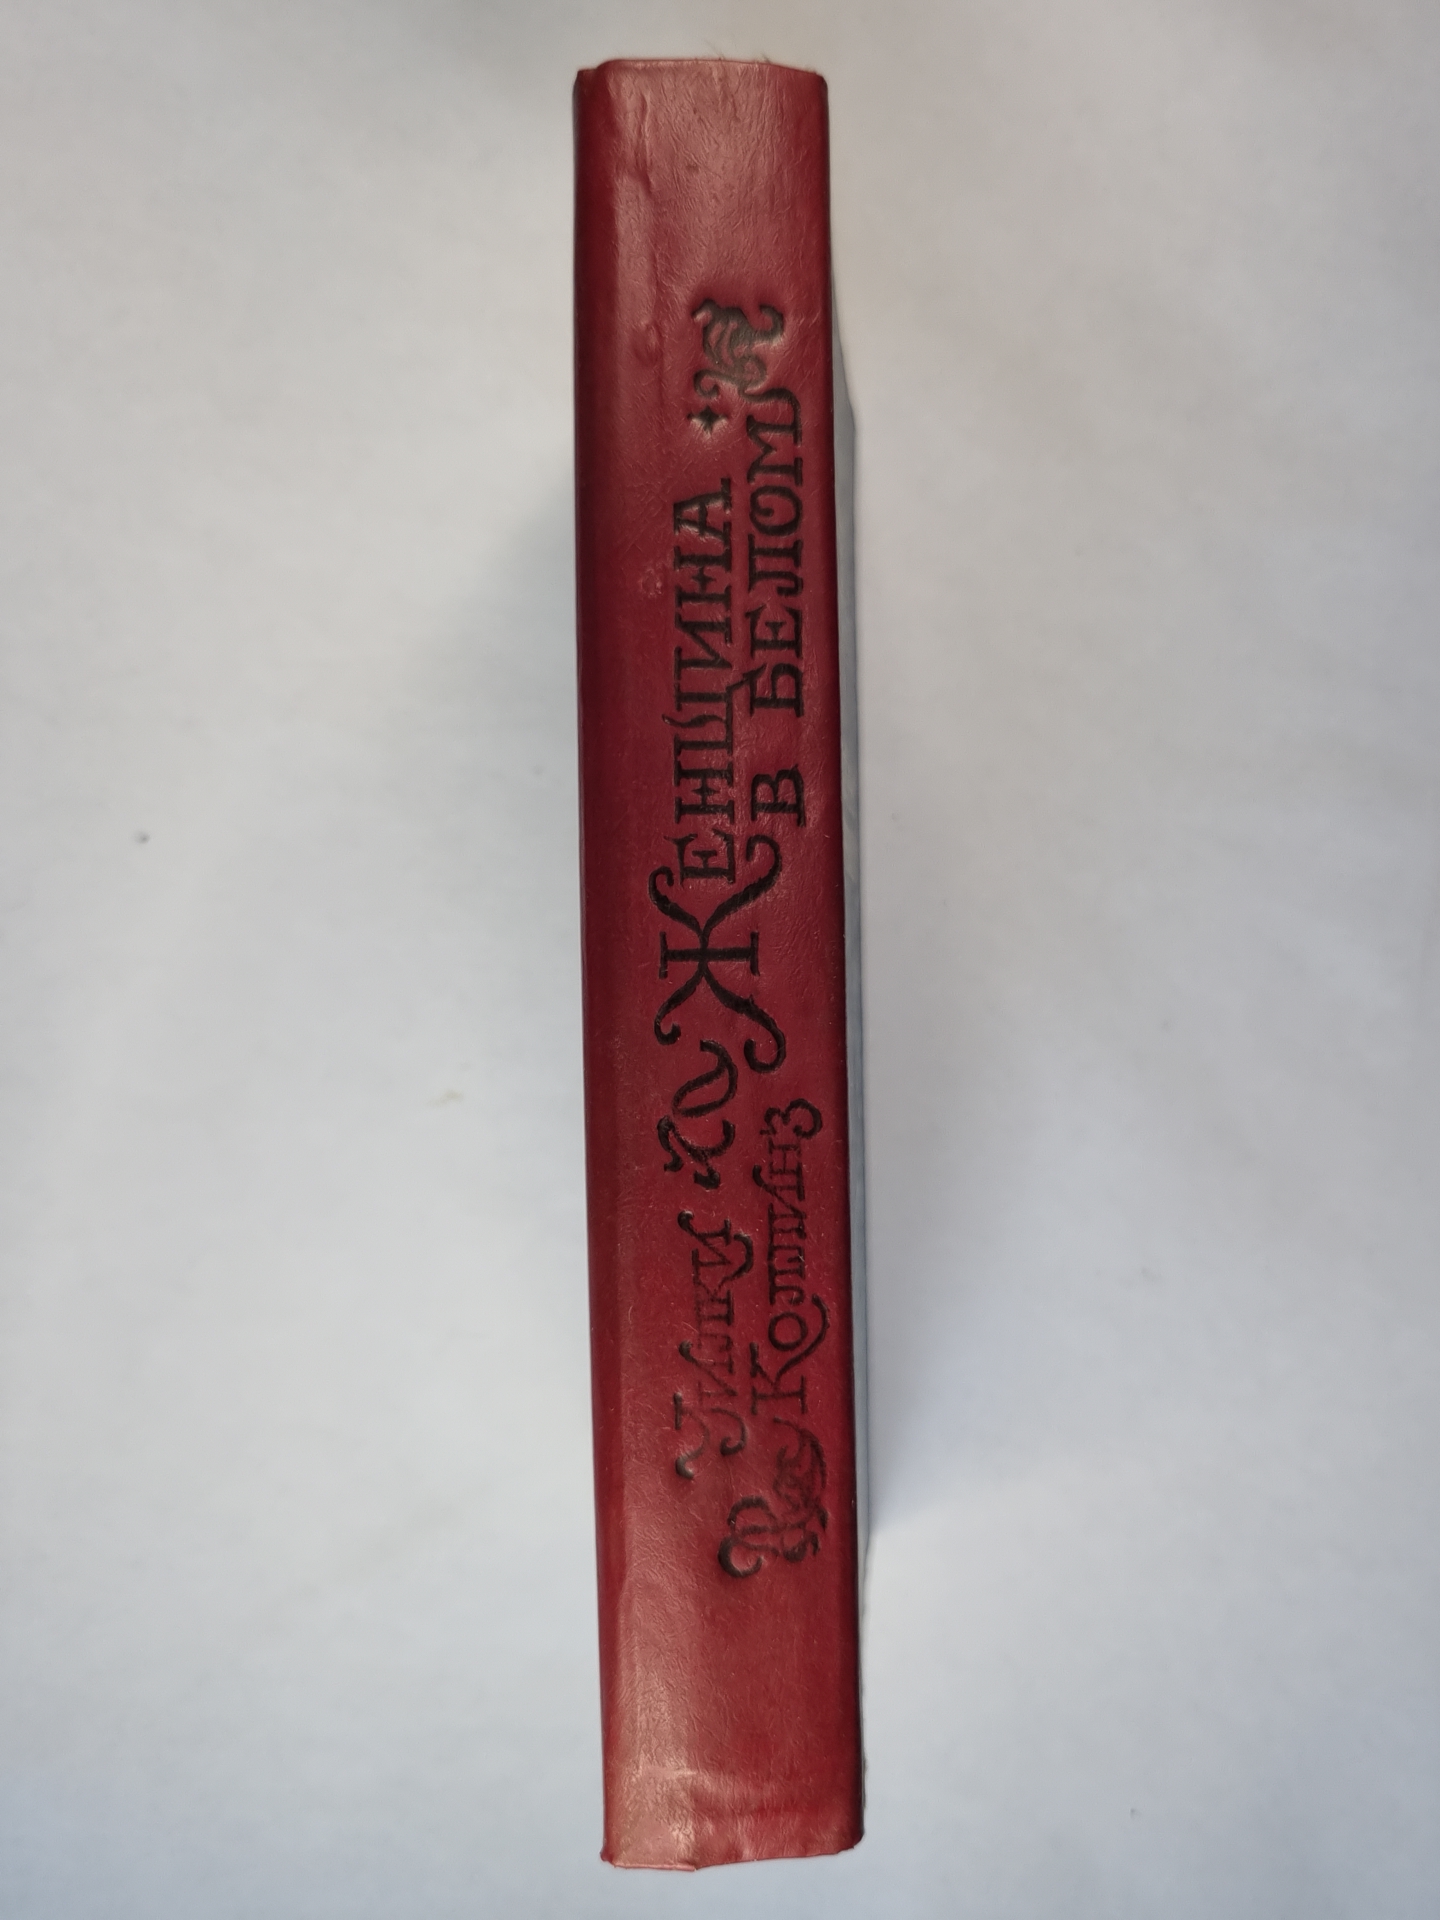 Уилки
Коллинз
Женщина
в Белом